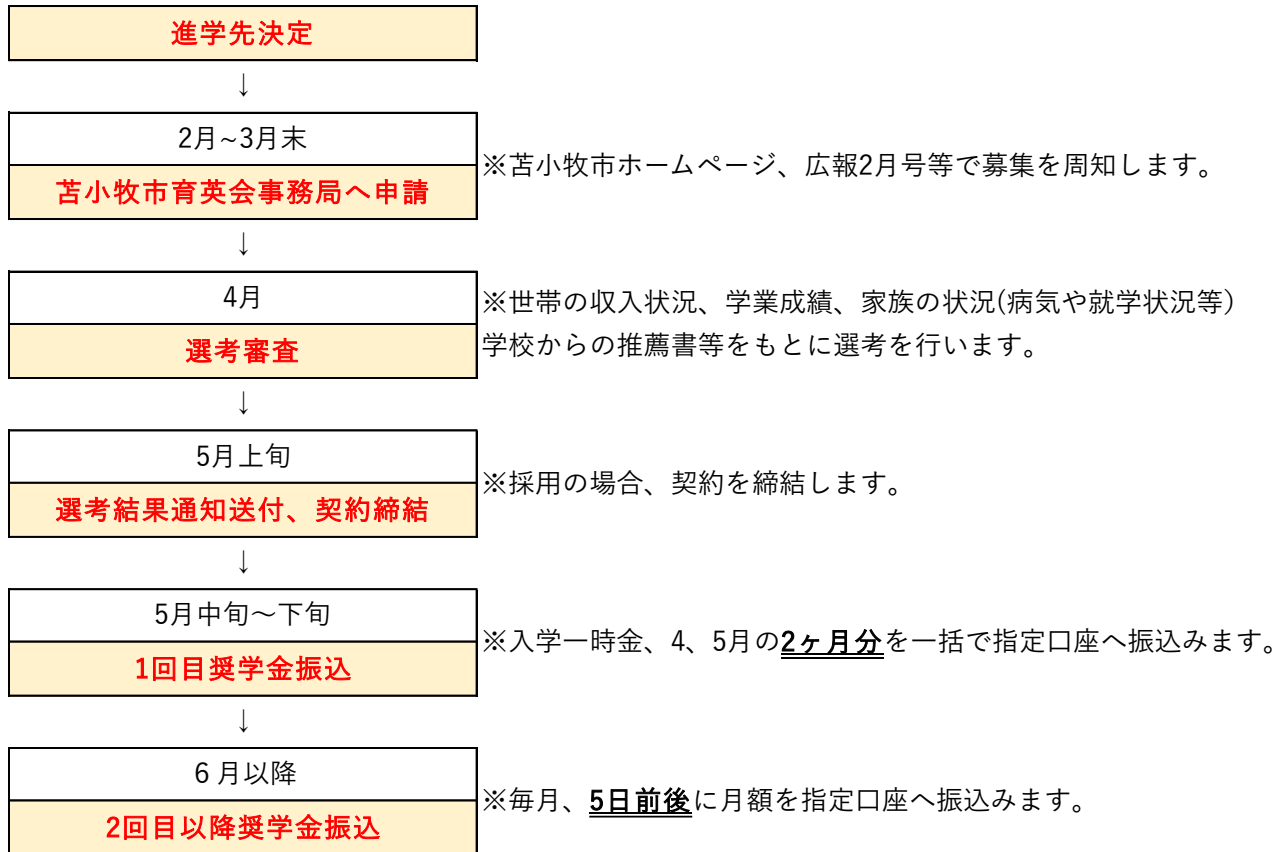 進学先決定
↓
2月~3月末
苫小牧市育英会事務局へ申請
※苫小牧市ホームページ、広報2月号等で募集を周知します。
↓
4月
選考審査
※世帯の収入状況、学業成績、家族の状況(病気や就学状況等)
学校からの推薦書等をもとに選考を行います。
↓
5月上旬
選考結果通知送付、契約締結
※採用の場合、契約を締結します。
↓
5月中旬～下旬
1回目奨学金振込
※入学一時金、4、5月の2ヶ月分を一括で指定口座へ振込みます。
↓
６月以降
2回目以降奨学金振込
※毎月、5日前後に月額を指定口座へ振込みます。